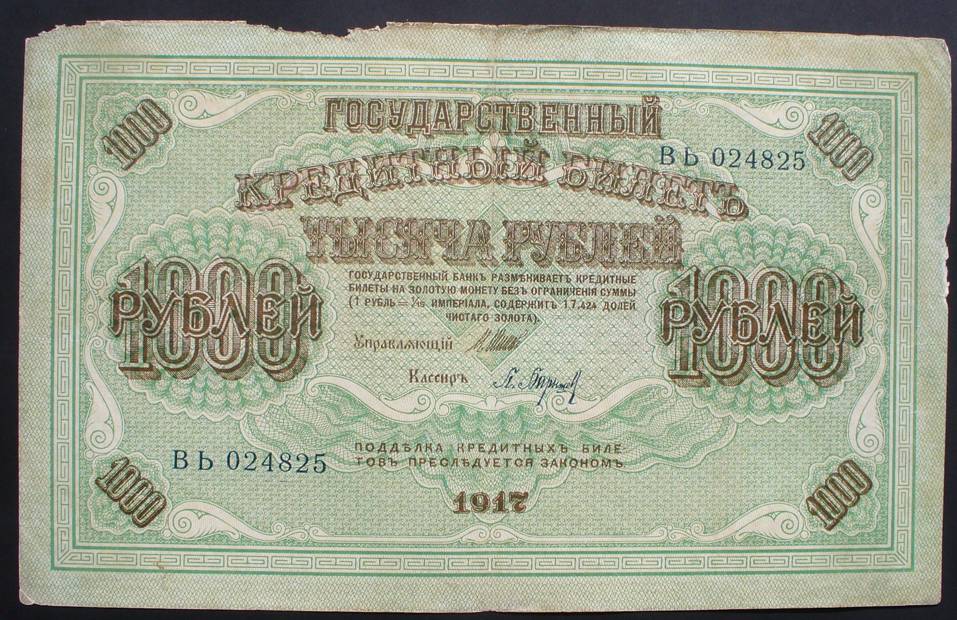 1000
1000
ГОСУДАРСТВЕННЫЙ
ВЬ 024825
КРЕДИТНЫЙ БИЛЕТЪ
ТЫСЯЧА РУБЛЕЙ
1000
РУБЛЕЙ
1000
РУБЛЕЙ
ГОСУДАРСТВЕННЫЙ БАНКЪ РАЗМѢНИВАЕТЪ КРЕДИТНЫЕ
БИЛЕТЫ НА ЗОЛОТУЮ МОНЕТУ БЕЗЪ ОГРАНИЧЕНІЯ СУММЫ
(1 РУБЛЬ = 1/15 ИМПЕРІАЛА, СОДЕРЖИТЪ 17,424 ДОЛЕЙ
ЧИСТАГО ЗОЛОТА).
Управляющій
Кассиръ
ВЬ 024825
ПОДДѢЛКА КРЕДИТНЫХЪ БИЛЕ-
ТОВЪ ПРЕСЛѢДУЕТСЯ ЗАКОНОМЪ
1917
1000
1000